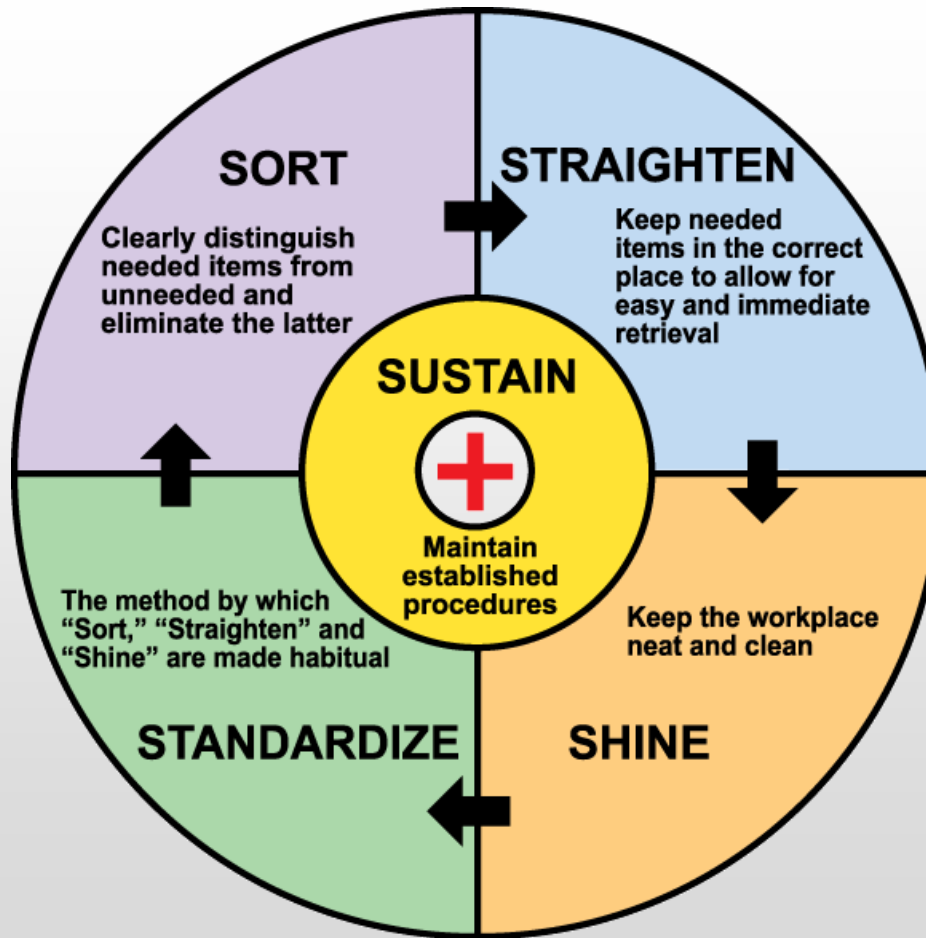 SORT
Clearly distinguish
needed items from
unneeded and
eliminate the latter
STRAIGHTEN
Keep needed
items in the correct
place to allow for
easy and immediate
retrieval
SUSTAIN
Maintain
established
procedures
The method by which
“Sort,” “Straighten” and
“Shine” are made habitual
STANDARDIZE
Keep the workplace
neat and clean
SHINE